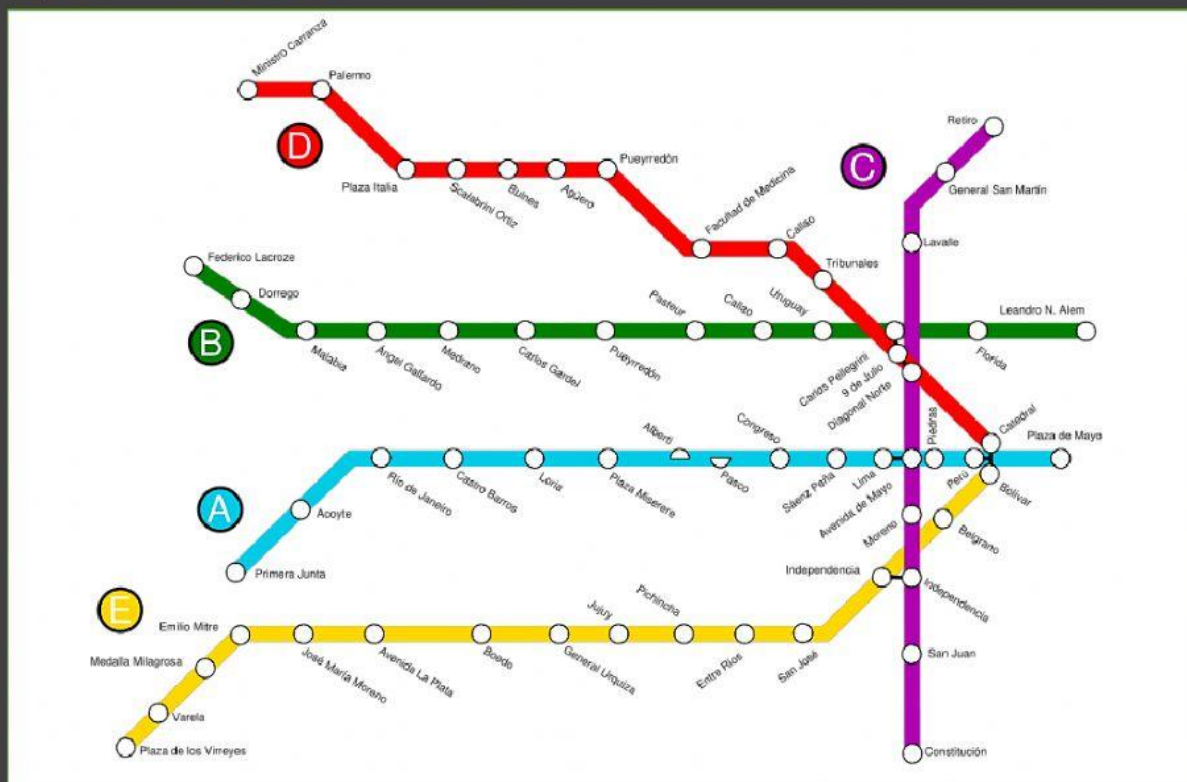 Ministro Carranza
Palermo
D
Plaza Italia
Scalabrini Ortiz
Bulnes
Agüero
Pueyrredón
Facultad de Medicina
Callao
Tribunales
C
Retiro
General San Martín
Lavalle
Federico Lacroze
Dorrego
B
Malabia
Angel Gallardo
Medrano
Carlos Gardel
Pueyrredón
Pasteur
Callao
Uruguay
Carlos Pellegrini
9 de Julio
Diagonal Norte
Florida
Leandro N. Alem
Catedral
Plaza de Mayo
A
Primera Junta
Acoyte
Río de Janeiro
Castro Barros
Loria
Plaza Miserere
Alberti
Pasco
Congreso
Sáenz Peña
Lima
Avenida de Mayo
Piedras
Perú
Bolívar
Moreno
Belgrano
Independencia
Independencia
San Juan
Constitución
E
Emilio Mitre
Medalla Milagrosa
Varela
Plaza de los Virreyes
José María Moreno
Avenida La Plata
Boedo
General Urquiza
Jujuy
Pichincha
Entre Ríos
San José